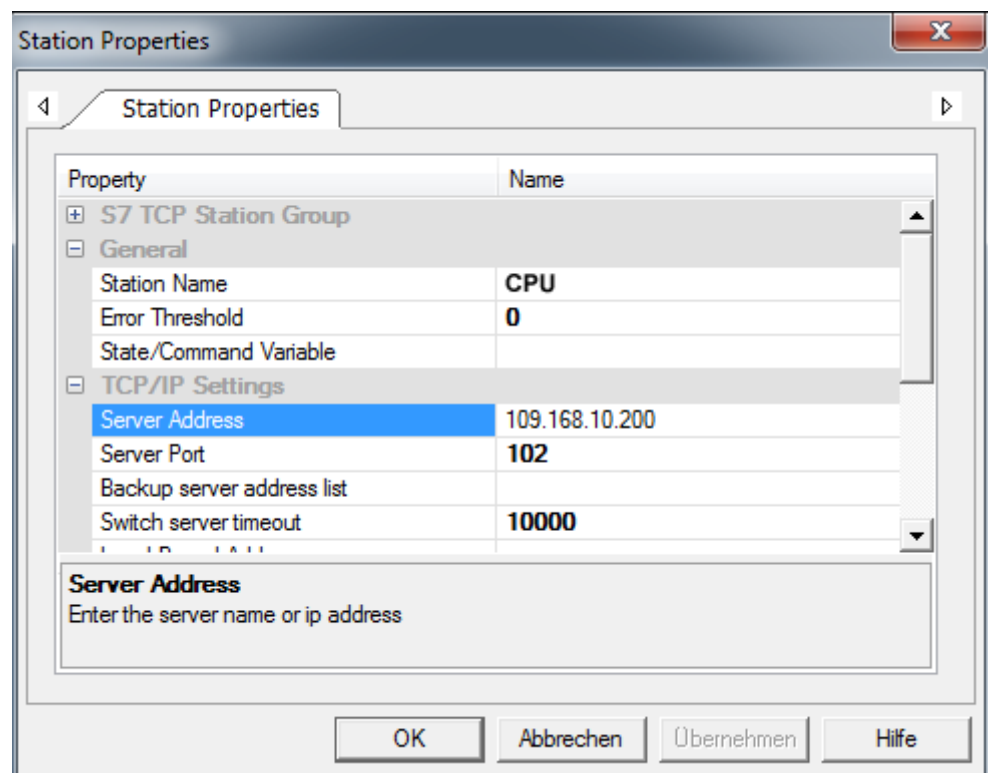 Station Properties
Station Properties
Property Name
S7 TCP Station Group
General
Station Name CPU
Error Threshold 0
State/Command Variable
TCP/IP Settings
Server Address 109.168.10.200
Server Port 102
Backup server address list
Switch server timeout 10000
Server Address
Enter the server name or ip address
OK Abbrechen Übernehmen Hilfe